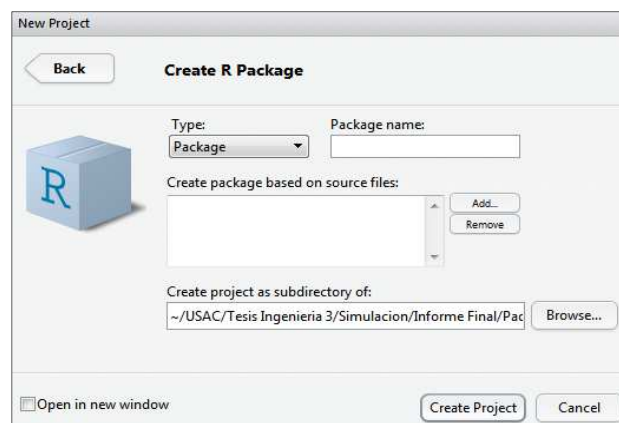 New Project
Back
Create R Package
R
Type:
Package name:
Package
Create package based on source files:
Add...
Remove
Create project as subdirectory of:
~/USAC/Tesis Ingenieria 3/Simulacion/Informe Final/Pac
Browse...
Open in new window
Create Project
Cancel